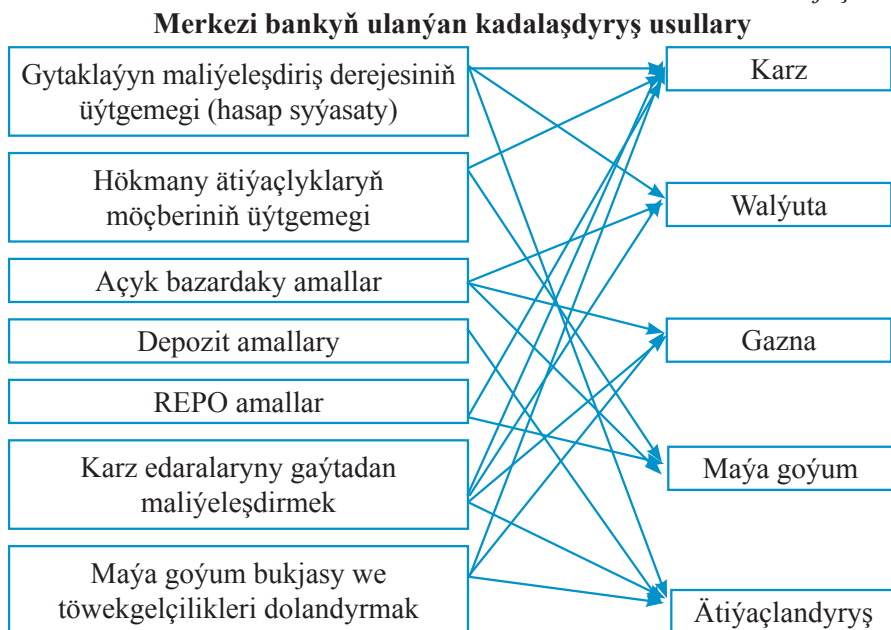 Merkezi bankyň ulanýan kadalaşdyryş usullary
Gytaklaýyn maliýeleşdiriş derejesiniň
üýtgemegi (hasap syýasaty)
Hökmany ätiýaçlyklaryň
möçberiniň üýtgemegi
Açyk bazardaky amallar
Depozit amallary
REPO amallar
Karz edaralaryny gaýtadan
maliýeleşdirmek
Maýa goýum bukjasy we
töwekgelçilikleri dolandyrmak
Karz
Walýuta
Gazna
Maýa goýum
Ätiýaçlandyryş